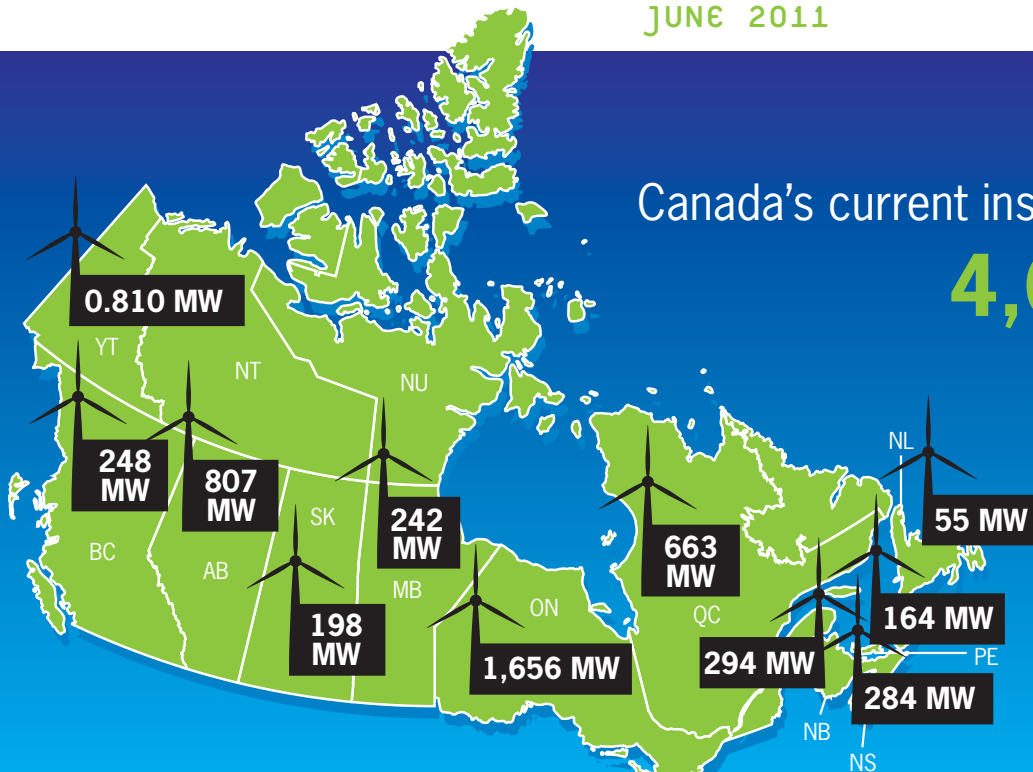 JUNE 2011
Canada's current
0.810 MW
YT
NT
NU
248
MW
807
MW
242
MW
SK
BC
AB
MB
198
MW
ON
1,656 MW
663
MW
QC
NL
55 MW
164 MW
PE
294 MW
284 MW
NB
NS